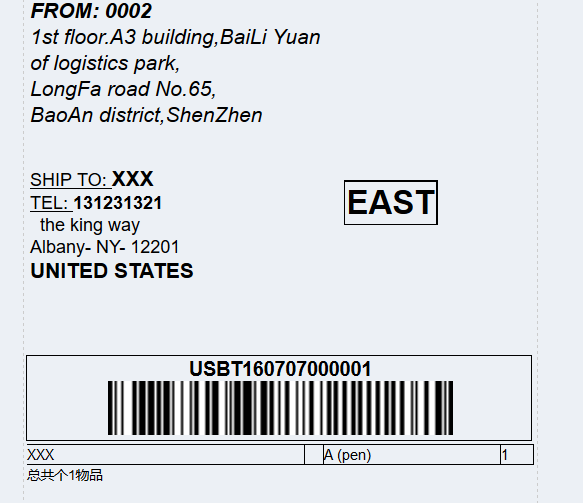 FROM: 0002
1st floor.A3 building,BaiLi Yuan
of logistics park,
LongFa road No.65,
BaoAn district,ShenZhen
SHIP TO: XXX
TEL: 131231321
the king way
Albany- NY- 12201
UNITED STATES
EAST
USBT160707000001
XXX A (pen) 1
总共个1物品